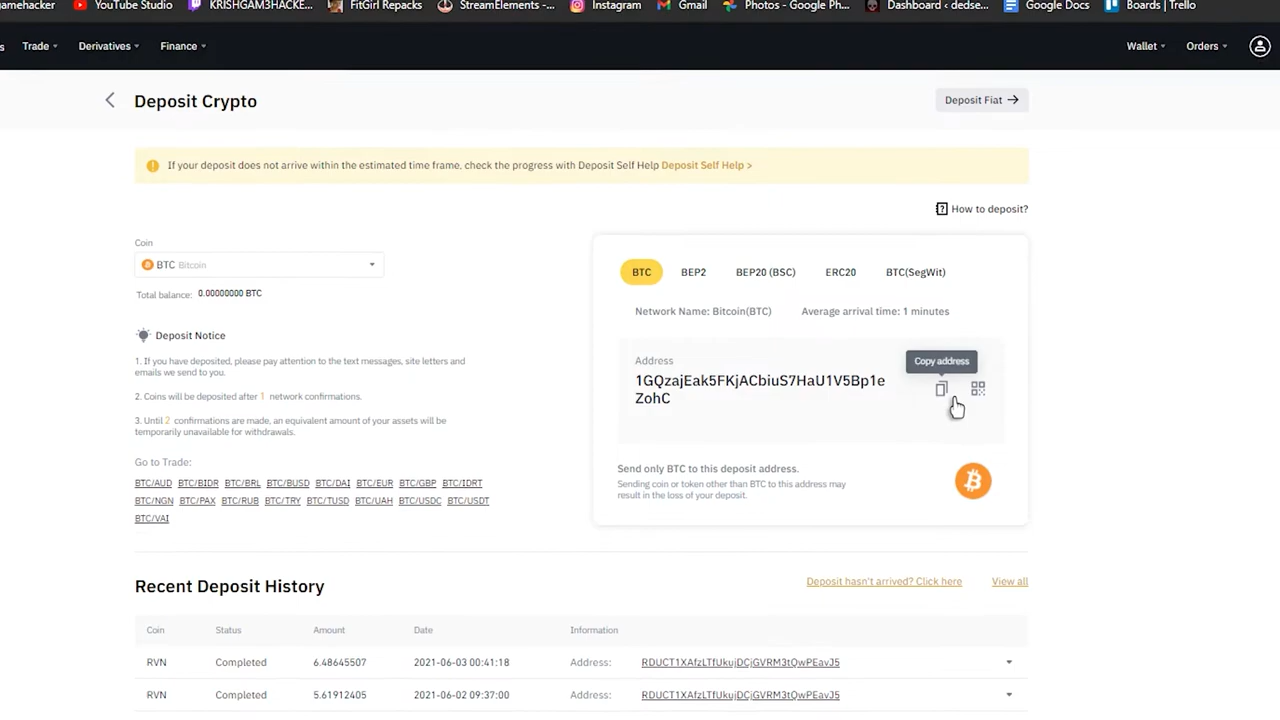 amehacker YouTube Studio KRISHGAM3HACKE... FitGirl Repacks StreamElements -... Instagram Gmail Photos - Google Ph... Dashboard ‹ dedse... Google Docs Boards | Trello
s Trade Derivatives Finance Wallet Orders
Deposit Crypto Deposit Fiat →
If your deposit does not arrive within the estimated time frame, check the progress with Deposit Self Help Deposit Self Help >
How to deposit?
Coin
BTC Bitcoin
Total balance: 0.00000000 BTC
Deposit Notice
1. If you have deposited, please pay attention to the text messages, site letters and
emails we send to you.
2. Coins will be deposited after 1 network confirmations.
3. Until 2 confirmations are made, an equivalent amount of your assets will be
temporarily unavailable for withdrawals.
Go to Trade:
BTC/AUD BTC/BIDR BTC/BRL BTC/BUSD BTC/DAI BTC/EUR BTC/GBP BTC/IDRT
BTC/NGN BTC/PAX BTC/RUB BTC/TRY BTC/TUSD BTC/UAH BTC/USDC BTC/USDT
BTC/VAI
BTC BEP2 BEP20 (BSC) ERC20 BTC(SegWit)
Network Name: Bitcoin(BTC) Average arrival time: 1 minutes
Address
Copy address
1GQzajEak5FKjACbiuS7HaU1V5Bp1e
ZohC
Send only BTC to this deposit address.
Sending coin or token other than BTC to this address may
result in the loss of your deposit.
Recent Deposit History Deposit hasn't arrived? Click here View all
Coin Status Amount Date Information
RVN Completed 6.48645507 2021-06-03 00:41:18 Address: RDUCT1XAfzLTfUkujDCjGVRM3tQwPEavJ5
RVN Completed 5.61912405 2021-06-02 09:37:00 Address: RDUCT1XAfzLTfUkujDCjGVRM3tQwPEavJ5